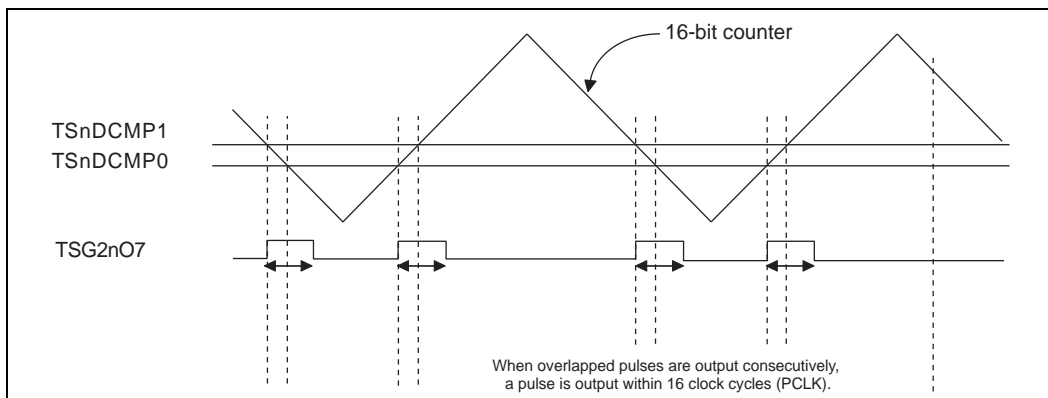 16-bit counter
TSnDCMP1
TSnDCMP0
TSG2nO7
When overlapped pulses are output consecutively,
a pulse is output within 16 clock cycles (PCLK).